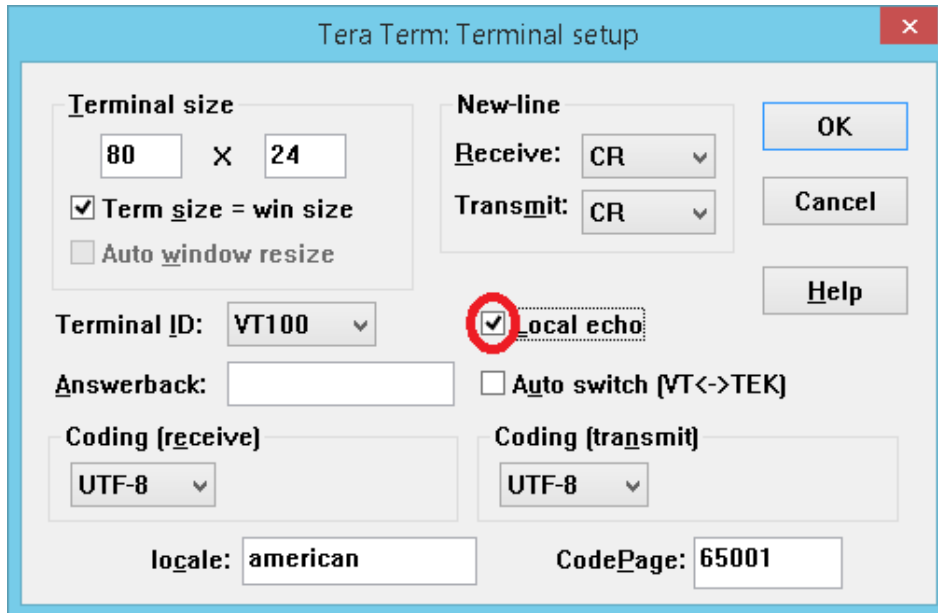 Tera Term: Terminal setup
Terminal size
80 X 24
Term size = win size
Auto window resize
New-line
Receive: CR
Transmit: CR
OK
Cancel
Help
Terminal ID: VT100
Local echo
Answerback:
Auto switch (VT<->TEK)
Coding (receive)
UTF-8
Coding (transmit)
UTF-8
locale: american
CodePage: 65001